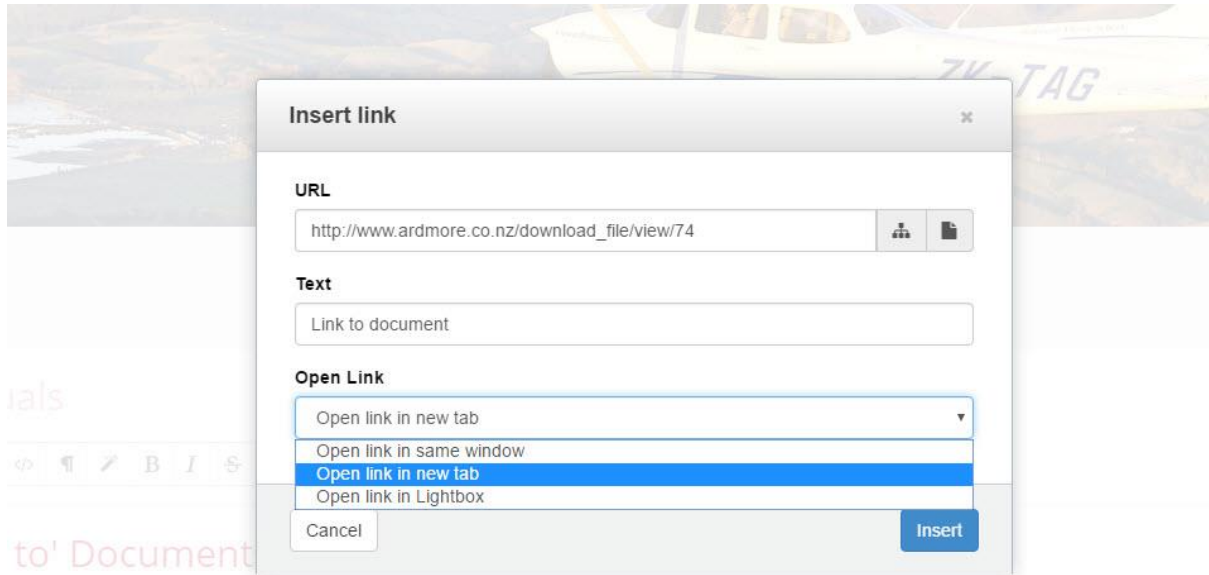 ZK-TAG
Insert link
×
URL
http://www.ardmore.co.nz/download_file/view/74
Text
Link to document
Open Link
Open link in new tab
Open link in same window
Open link in new tab
Open link in Lightbox
uals
B I S
Cancel
Insert
to' Document